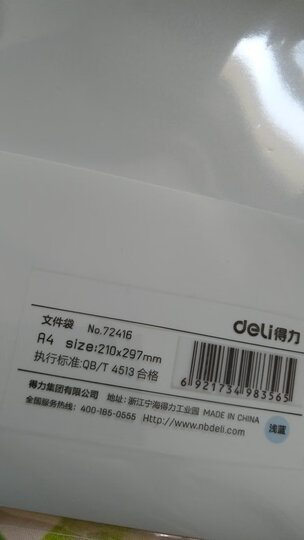 文件袋 No.72416
deli得力
A4 size:210x297mm
执行标准:QB/T 4513 合格
6 921734 983565
得力集团有限公司 地址:浙江宁海得力工业园 MADE IN CHINA
全国服务热线: 400-185-0555 Http://www.nbdeli.com
浅蓝